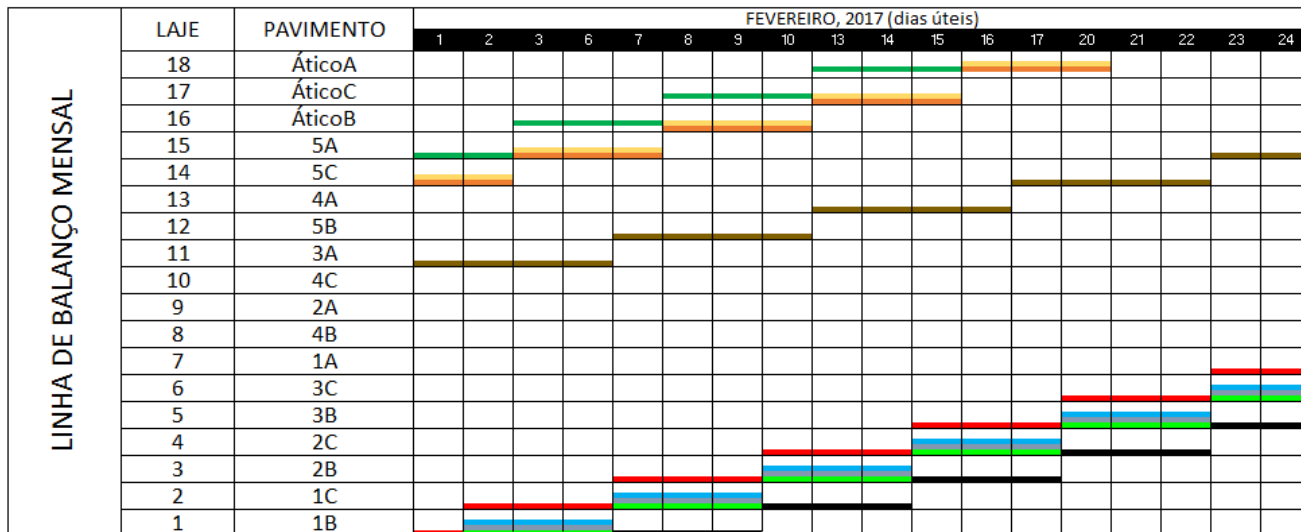 LINHA DE BALANÇO MENSAL
LAJE PAVIMENTO FEVEREIRO, 2017 (dias úteis)
1 2 3 6 7 8 9 10 13 14 15 16 17 20 21 22 23 24
18 ÁticoA
17 ÁticoC
16 ÁticoB
15 5A
14 5C
13 4A
12 5B
11 3A
10 4C
9 2A
8 4B
7 1A
6 3C
5 3B
4 2C
3 2B
2 1C
1 1B